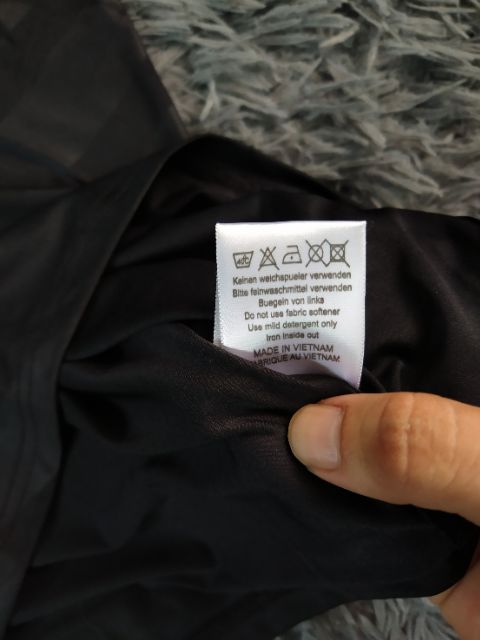 Keinen weichspueler verwenden
Bitte feinwaschmittel verwenden
Buegeln von links
Do not use fabric softener
Use mild detergent only
Iron inside out
MADE IN VIETNAM
FABRIQUE AU VIETNAM